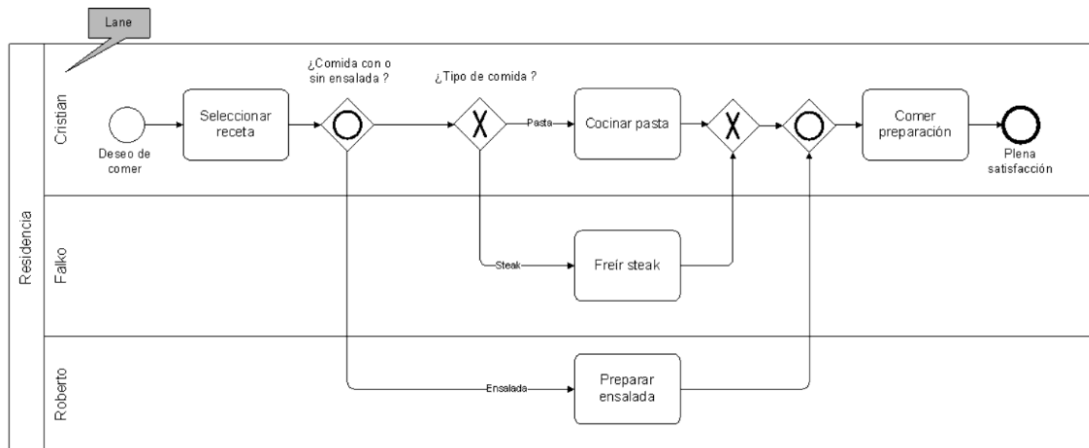 Lane
¿Comida con o
sin ensalada ?
¿Tipo de comida ?
Residencia
Cristian
Deseo de
comer
Seleccionar
receta
Pasta
Cocinar pasta
Comer
preparación
Plena
satisfacción
Falko
Steak
Freír steak
Roberto
Ensalada
Preparar
ensalada